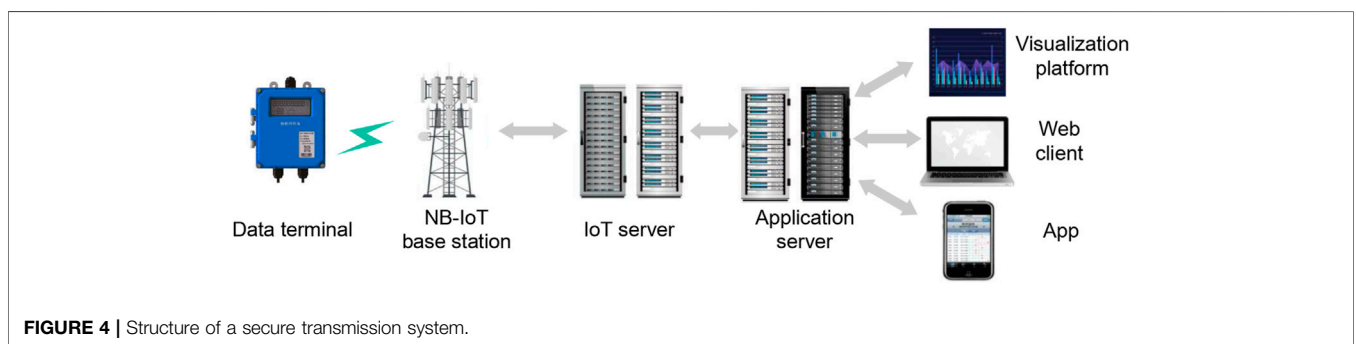 Visualization
platform
Web
client
App
Data terminal
NB-IoT
base station
IoT server
Application
server
FIGURE 4 | Structure of a secure transmission system.